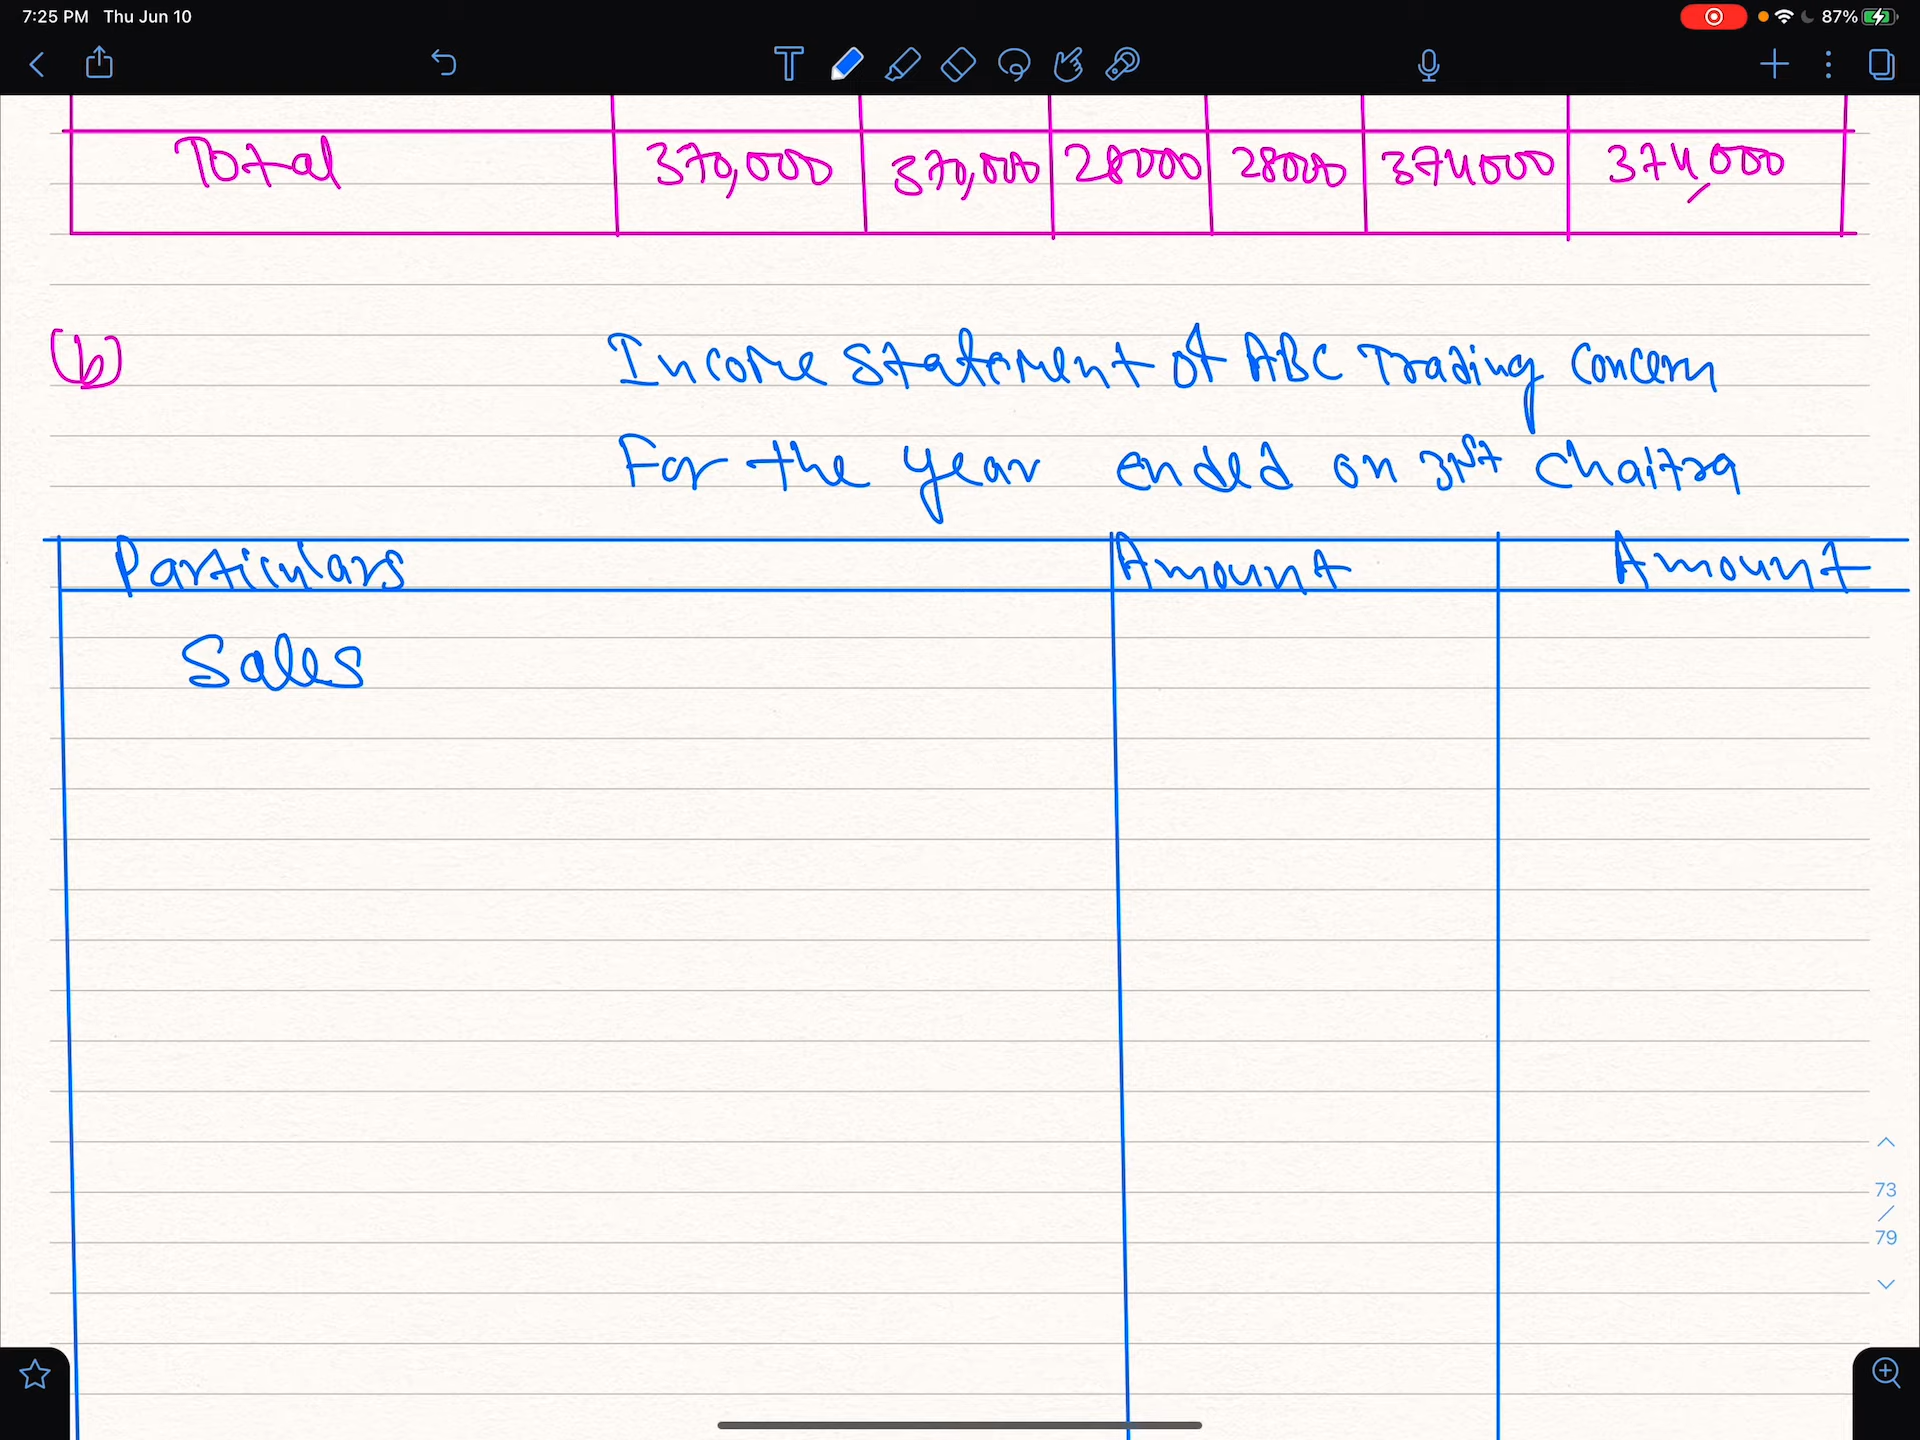 7:25 PM Thu Jun 10
87%
T
Total 370,000 370,000 28000 28000 374000 374,000
(b) Income Statement of ABC Trading Concern
For the year ended on 31st Chaitra
Particulars Amount Amount
Sales
73
/
79